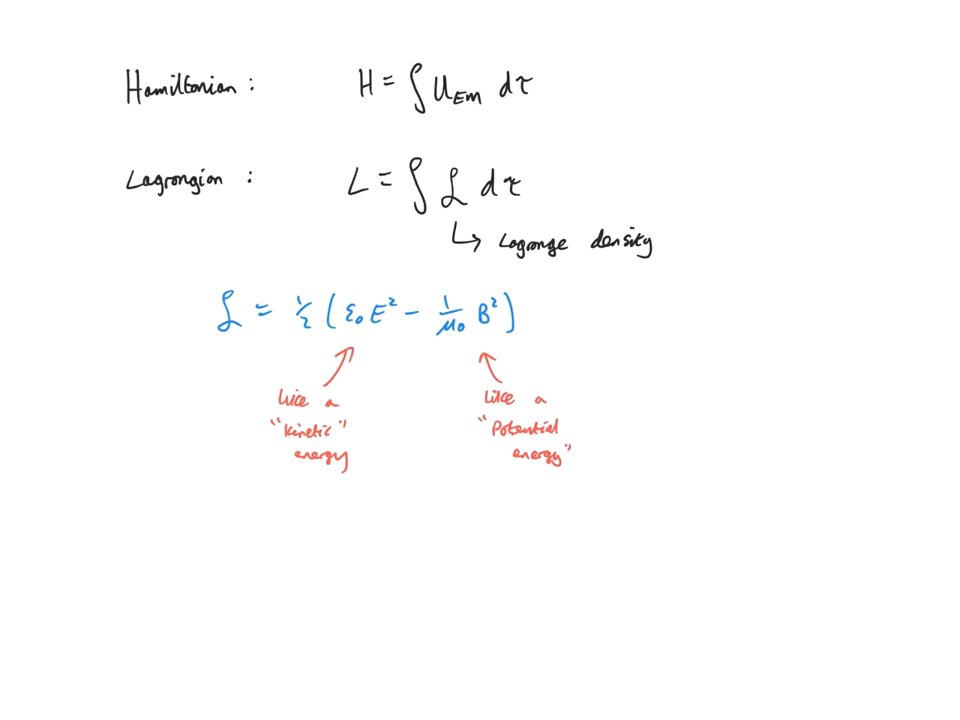 Hamiltonian : H = ∫ U_EM dτ
Lagrangian : L = ∫ ℒ dτ
↳ Lagrange density
ℒ = ½ ( ε₀ E² − 1/μ₀ B² )
Like a Like a
"Kinetic" "Potential
energy energy"